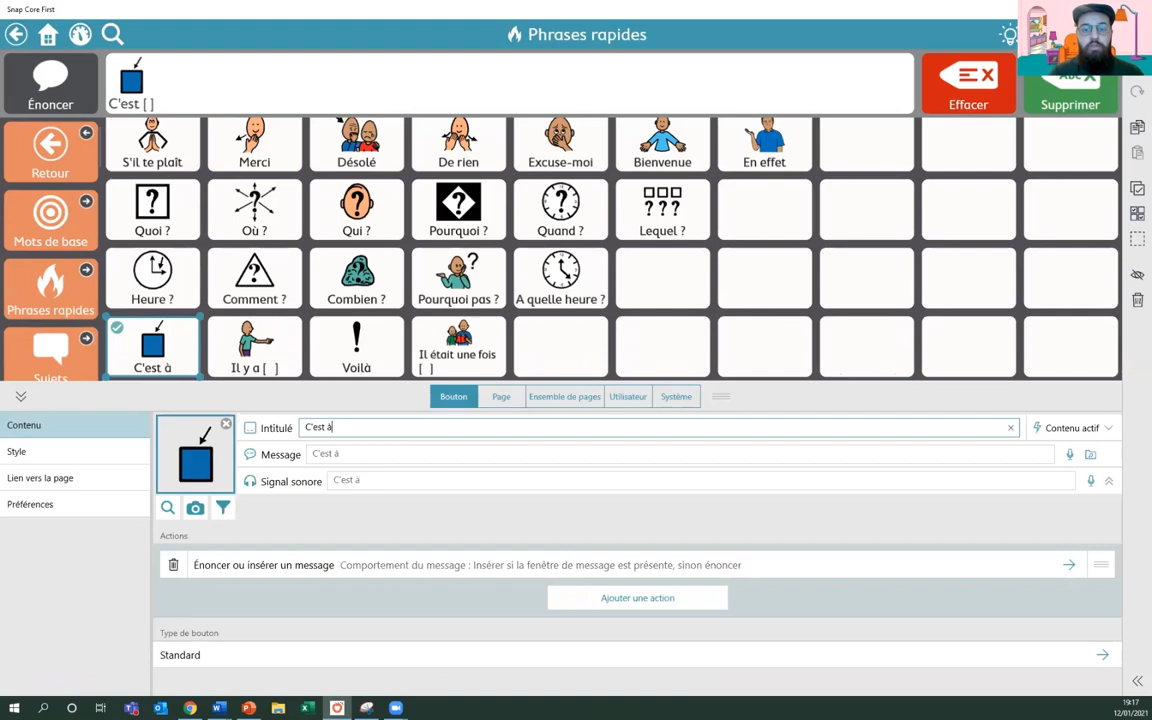 Snap Core First
Phrases rapides
Énoncer
C'est [ ]
Effacer
Supprimer
Retour
S'il te plaît
Merci
Désolé
De rien
Excuse-moi
Bienvenue
En effet
Mots de base
Quoi ?
Où ?
Qui ?
Pourquoi ?
Quand ?
Lequel ?
Phrases rapides
Heure ?
Comment ?
Combien ?
Pourquoi pas ?
A quelle heure ?
Sujets
C'est à
Il y a [ ]
Voilà
Il était une fois
[ ]
Bouton
Page
Ensemble de pages
Utilisateur
Système
Contenu
Style
Lien vers la page
Préférences
Intitulé
C'est à
Contenu actif
Message
C'est à
Signal sonore
C'est à
Actions
Énoncer ou insérer un message
Comportement du message : Insérer si la fenêtre de message est présente, sinon énoncer
Ajouter une action
Type de bouton
Standard
19:17
12/01/2021